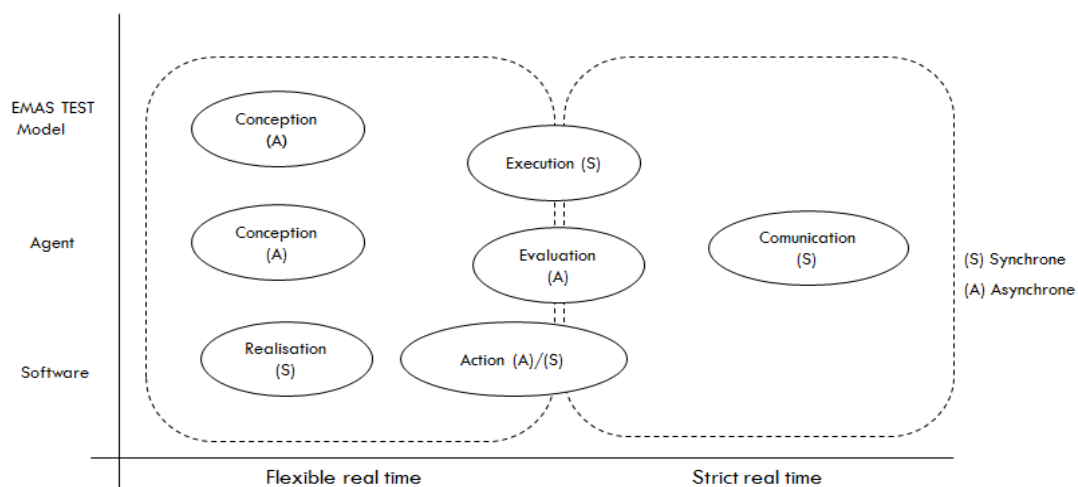 EMAS TEST
Model
Conception
(A)
Execution (S)
Agent
Conception
(A)
Evaluation
(A)
Comunication
(S)
(S) Synchrone
(A) Asynchrone
Software
Realisation
(S)
Action (A)/(S)
Flexible real time
Strict real time